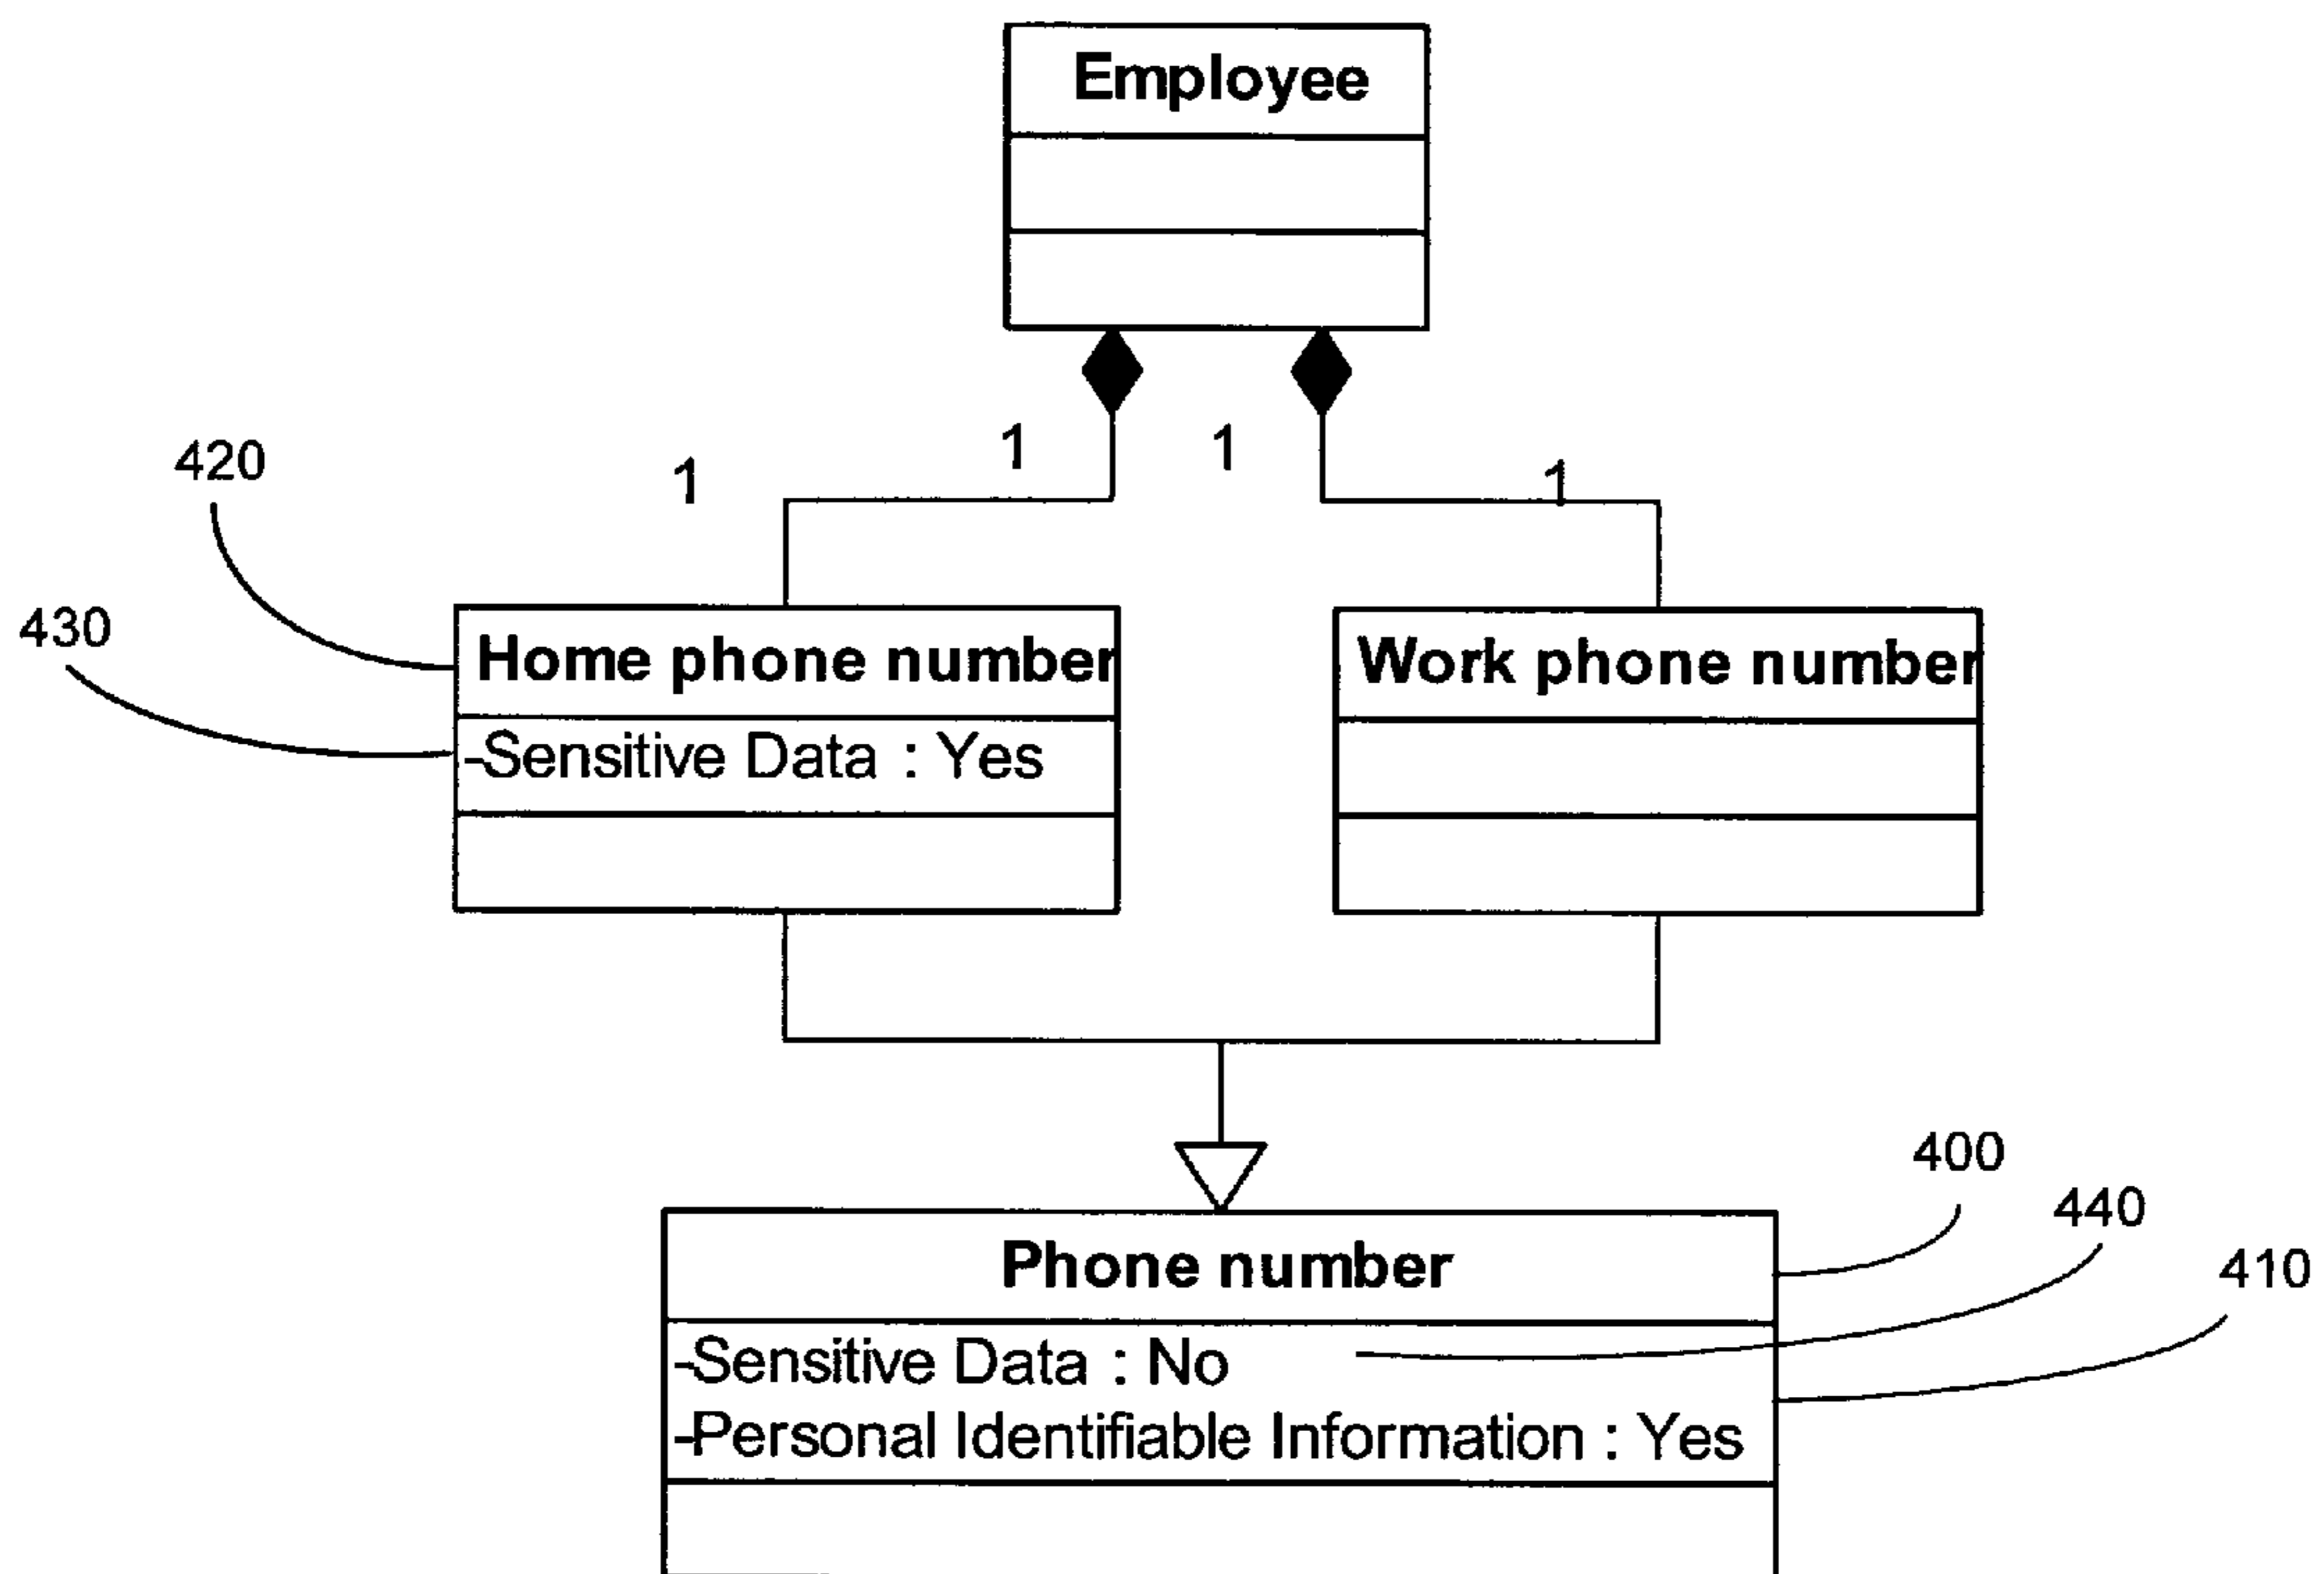 Employee
1
1
1
1
420
430
Home phone number
-Sensitive Data : Yes
Work phone number
400
440
410
Phone number
-Sensitive Data : No
-Personal Identifiable Information : Yes